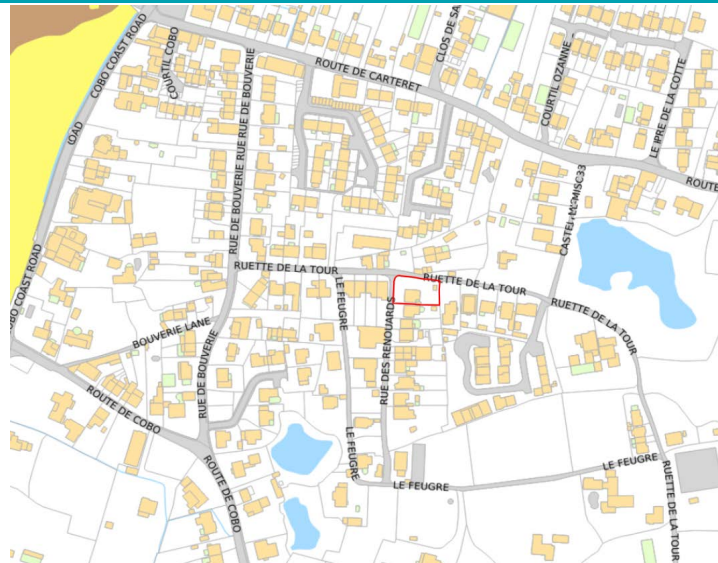 COBO COAST ROAD
COURTIL COBO
RUE DE BOUVERIE RUE RUE DE BOUVERIE
ROUTE DE CARTERET
CLOS DE SA
COURTIL OZANNE
LE PRE DE LA COTTE
ROUTE
OAD
CASTEL
OBO COAST ROAD
RUETTE DE LA TOUR
RUETTE DE LA TOUR
RUETTE DE LA TOUR
LE FEUGRE
RUE DES RENOUARDS
BOUVERIE LANE
RUE DE BOUVERIE
ROUTE DE COBO
ROUTE DE COBO
LE FEUGRE
LE FEUGRE
LE FEUGRE
RUETTE DE LA TOUR